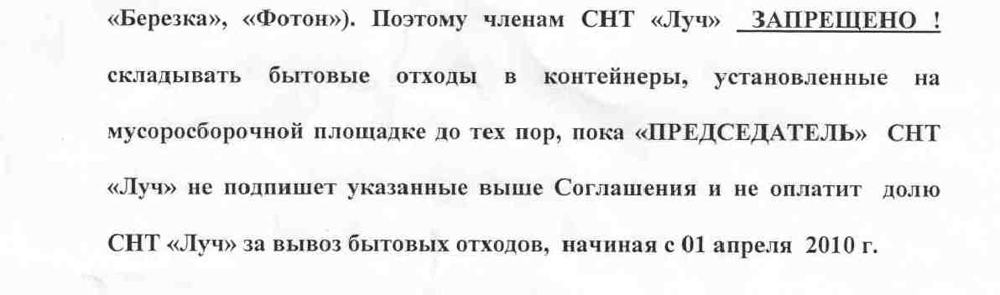 «Березка», «Фотон»). Поэтому членам СНТ «Луч» ЗАПРЕЩЕНО !
складывать бытовые отходы в контейнеры, установленные на
мусоросборочной площадке до тех пор, пока «ПРЕДСЕДАТЕЛЬ» СНТ
«Луч» не подпишет указанные выше Соглашения и не оплатит долю
СНТ «Луч» за вывоз бытовых отходов, начиная с 01 апреля 2010 г.